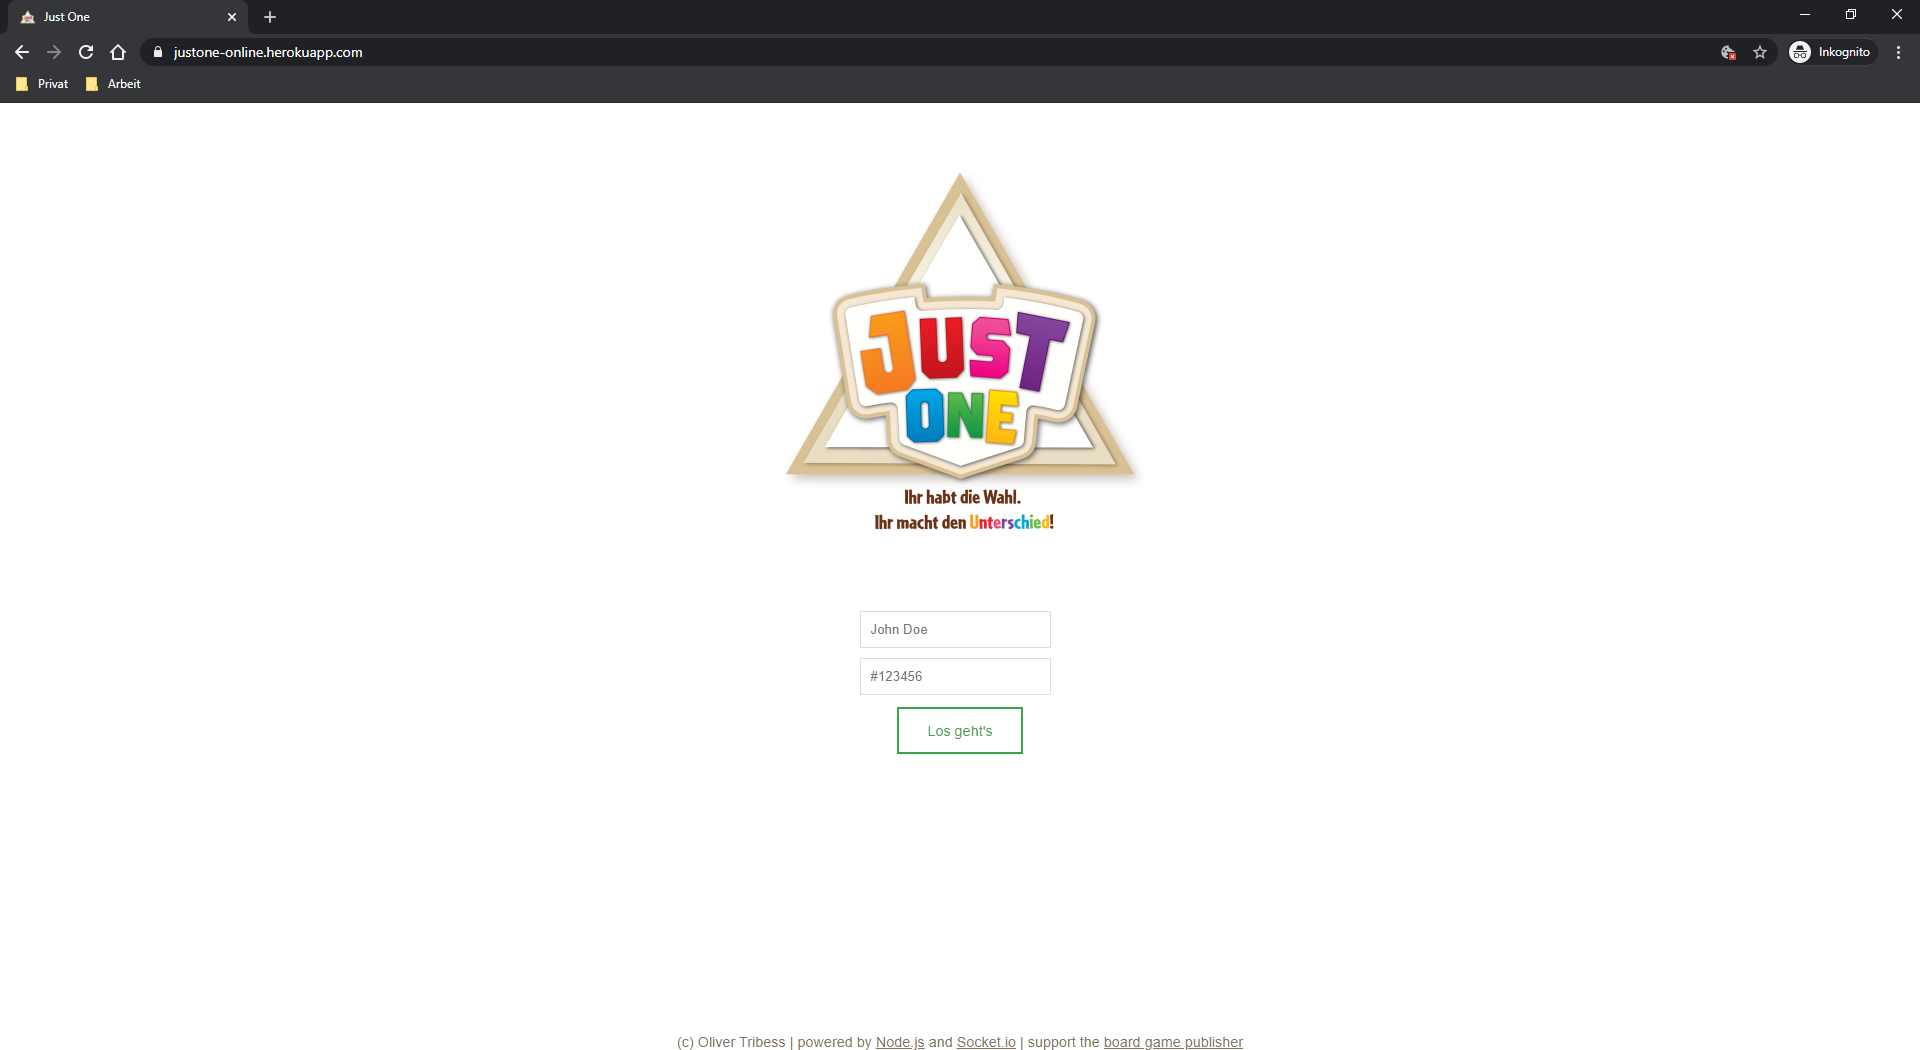 Just One
justone-online.herokuapp.com
Inkognito
Privat
Arbeit
JUST
ONE
Ihr habt die Wahl.
Ihr macht den Unterschied!
John Doe
#123456
Los geht's
(c) Oliver Tribess | powered by Node.js and Socket.io | support the board game publisher